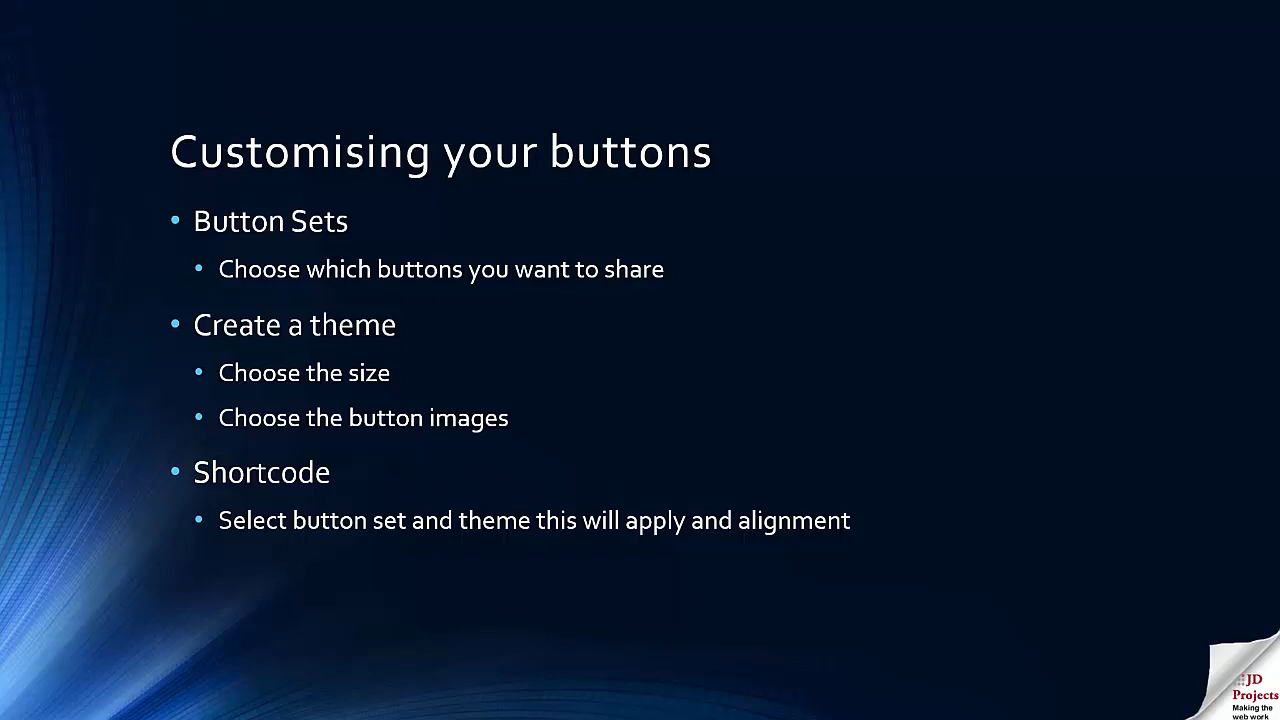 Customising your buttons
• Button Sets
• Choose which buttons you want to share
• Create a theme
• Choose the size
• Choose the button images
• Shortcode
• Select button set and theme this will apply and alignment
JD
Projects
Making the
web work